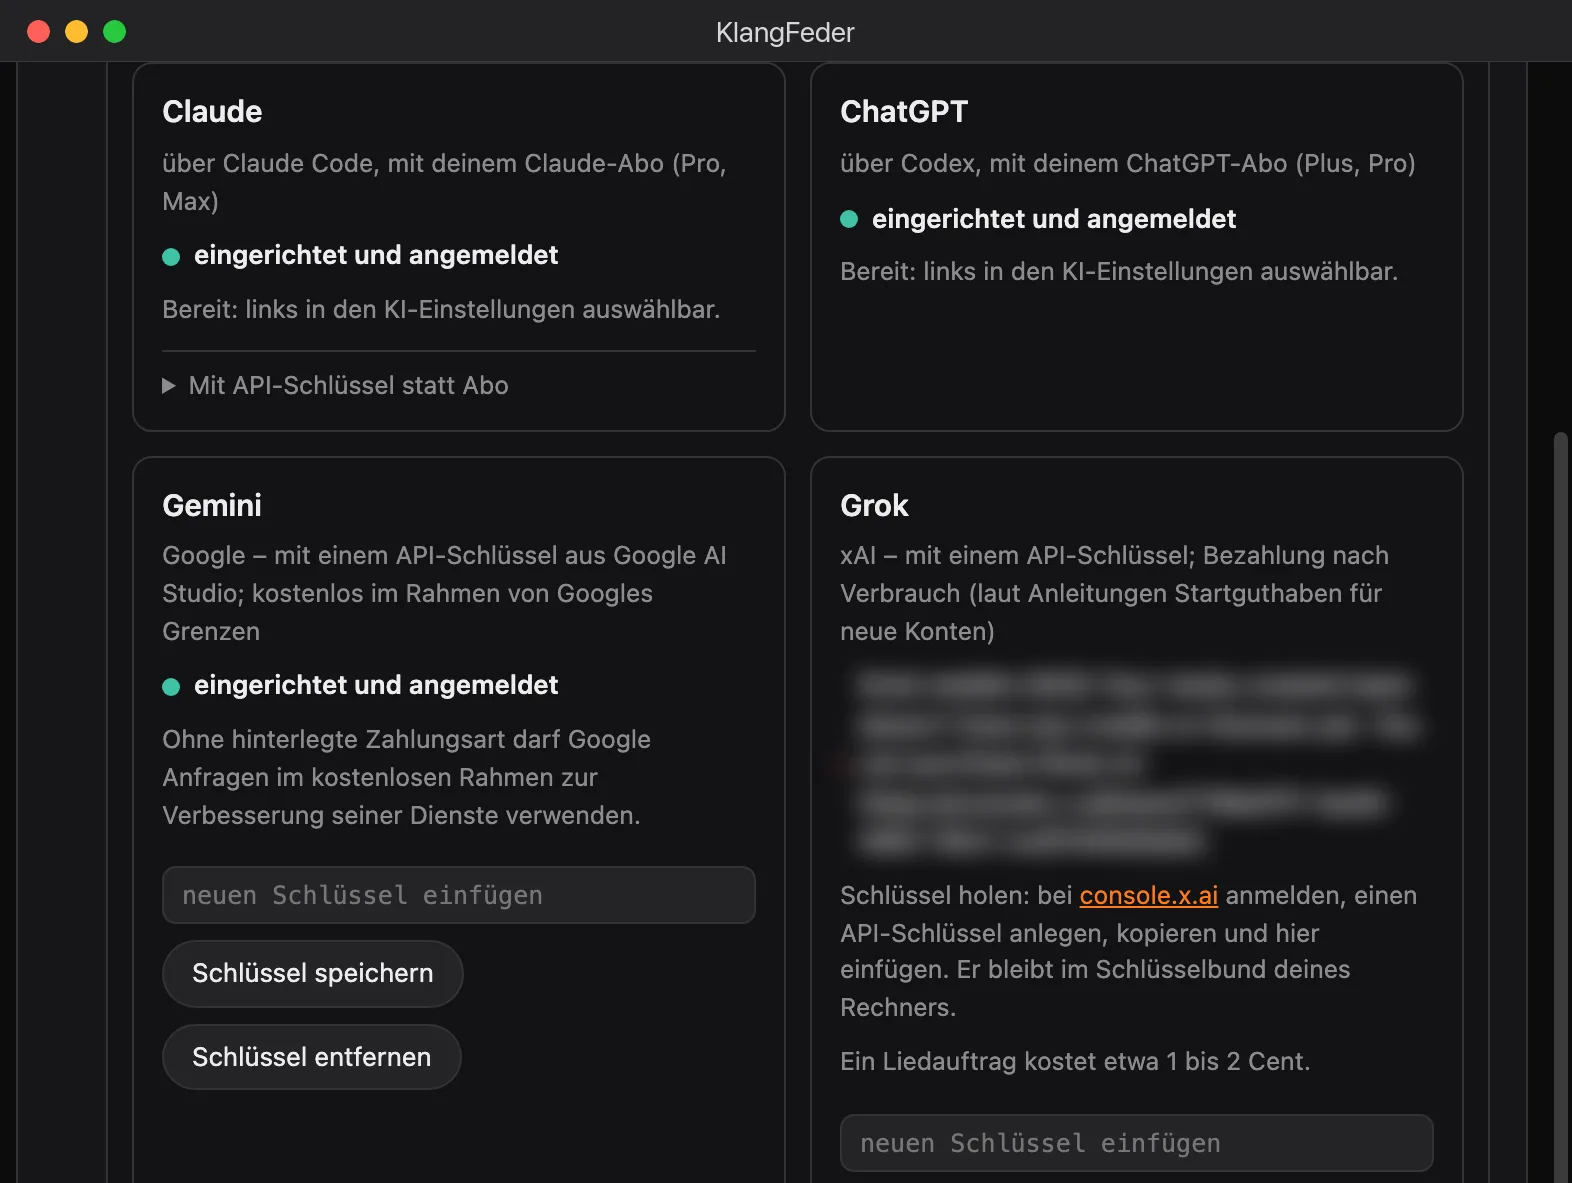 KlangFeder
Claude
über Claude Code, mit deinem Claude-Abo (Pro,
Max)
eingerichtet und angemeldet
Bereit: links in den KI-Einstellungen auswählbar.
Mit API-Schlüssel statt Abo
ChatGPT
über Codex, mit deinem ChatGPT-Abo (Plus, Pro)
eingerichtet und angemeldet
Bereit: links in den KI-Einstellungen auswählbar.
Gemini
Google – mit einem API-Schlüssel aus Google AI
Studio; kostenlos im Rahmen von Googles
Grenzen
eingerichtet und angemeldet
Ohne hinterlegte Zahlungsart darf Google
Anfragen im kostenlosen Rahmen zur
Verbesserung seiner Dienste verwenden.
neuen Schlüssel einfügen
Schlüssel speichern
Schlüssel entfernen
Grok
xAI – mit einem API-Schlüssel; Bezahlung nach
Verbrauch (laut Anleitungen Startguthaben für
neue Konten)
Schlüssel holen: bei console.x.ai anmelden, einen
API-Schlüssel anlegen, kopieren und hier
einfügen. Er bleibt im Schlüsselbund deines
Rechners.
Ein Liedauftrag kostet etwa 1 bis 2 Cent.
neuen Schlüssel einfügen